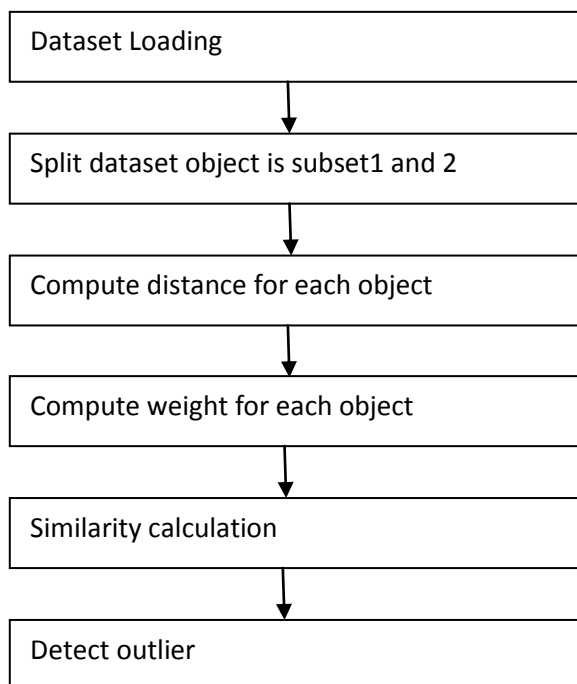 Dataset Loading
Split dataset object is subset1 and 2
Compute distance for each object
Compute weight for each object
Similarity calculation
Detect outlier